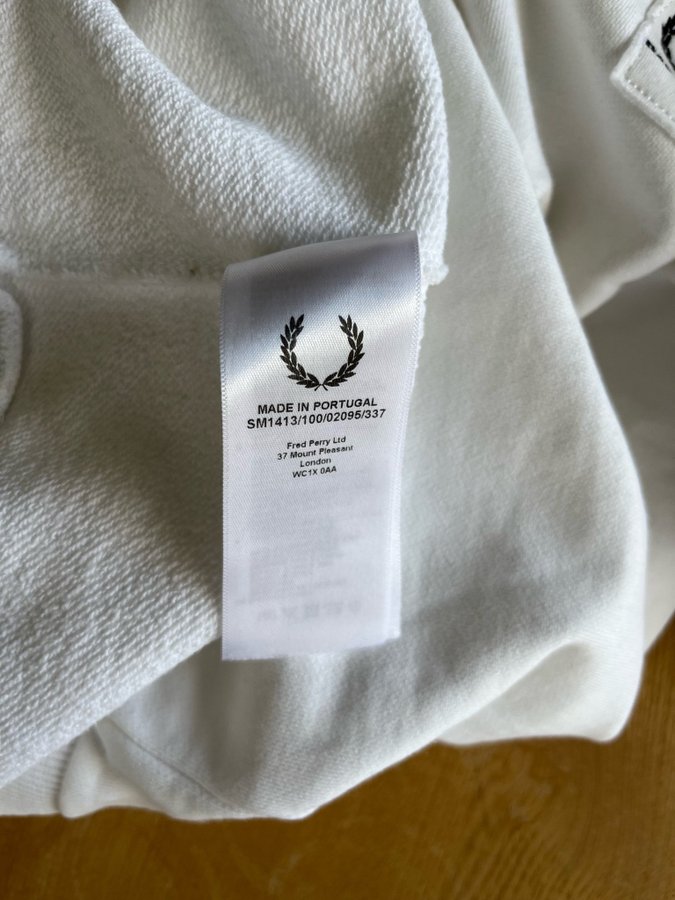 MADE IN PORTUGAL
SM1413/100/02095/337
Fred Perry Ltd
37 Mount Pleasant
London
WC1X 0AA